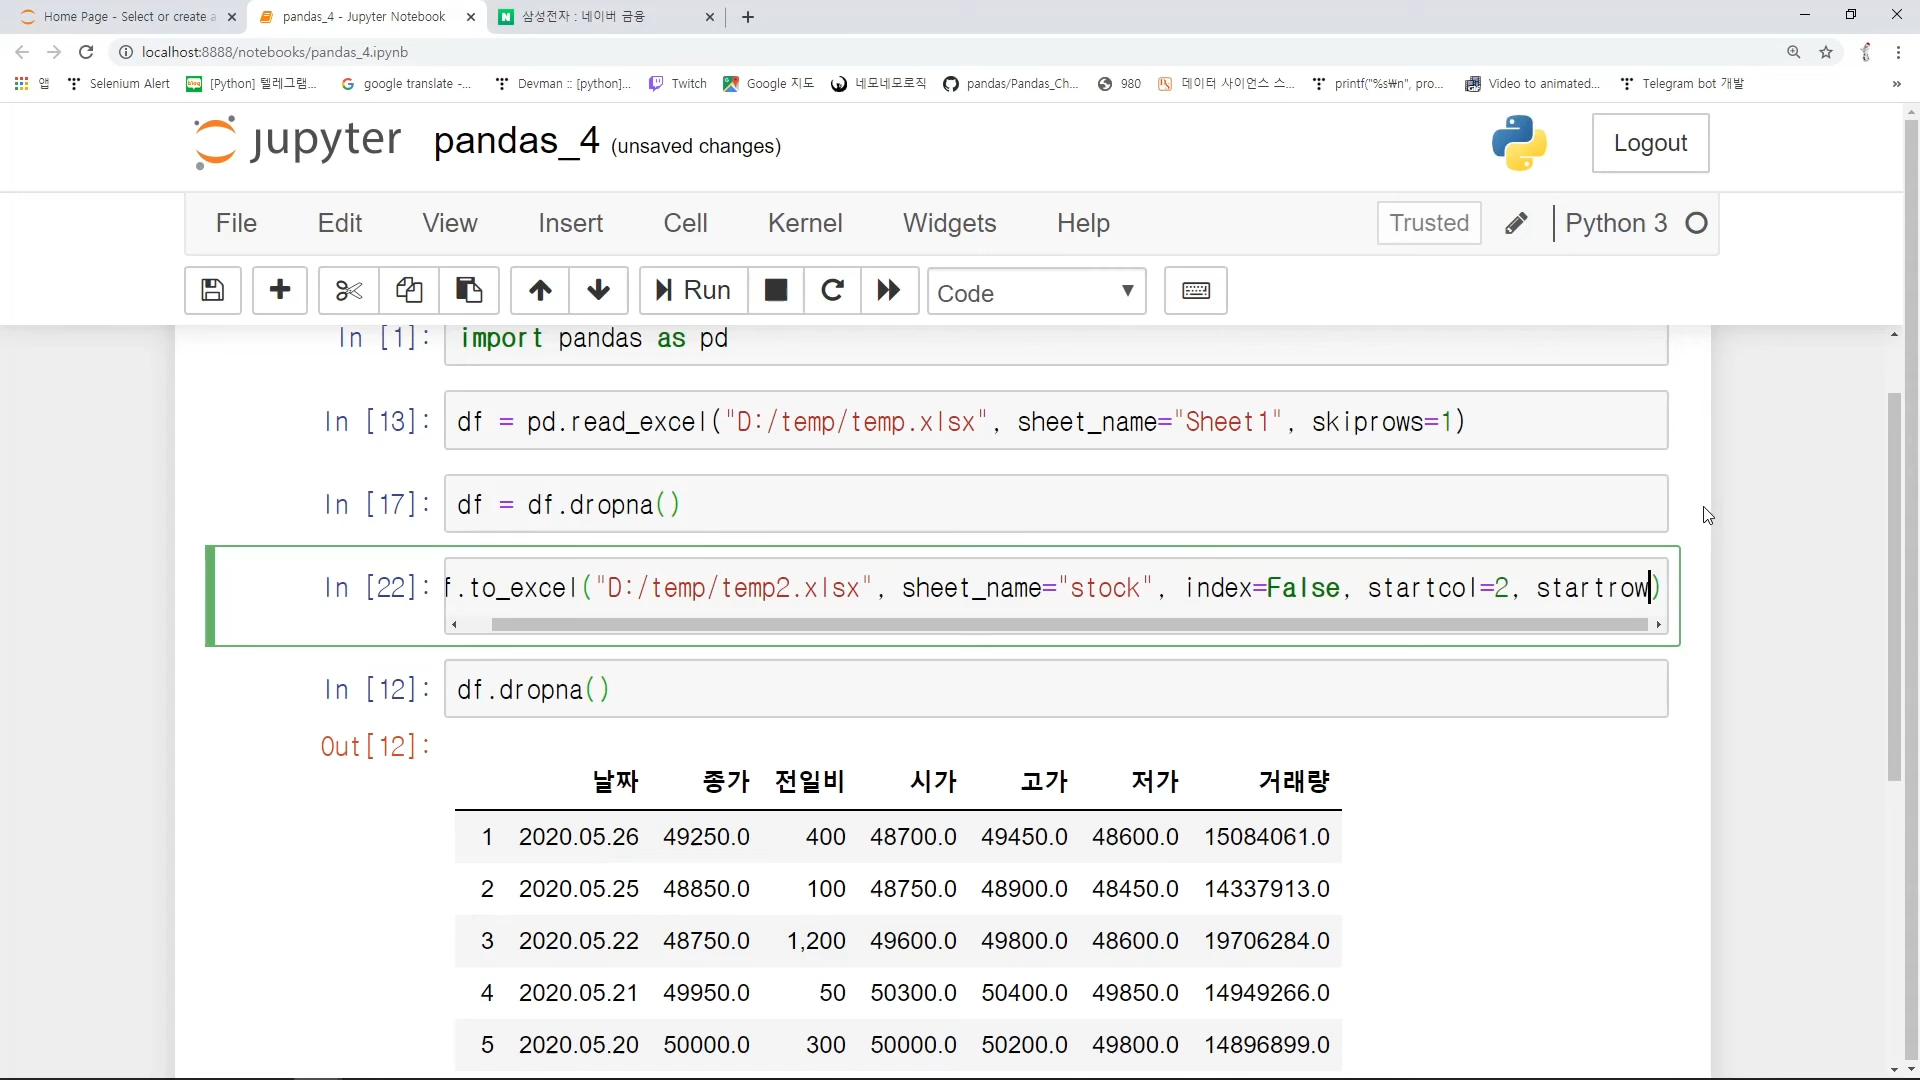 Home Page - Select or create a
pandas_4 - Jupyter Notebook
삼성전자 : 네이버 금융
localhost:8888/notebooks/pandas_4.ipynb
앱 Selenium Alert [Python] 텔레그램... google translate -... Devman :: [python]... Twitch Google 지도 네모네모로직 pandas/Pandas_Ch... 980 데이터 사이언스 스... printf("%s₩n", pro... Video to animated... Telegram bot 개발 »
jupyter pandas_4 (unsaved changes) Logout
File Edit View Insert Cell Kernel Widgets Help Trusted Python 3
Run Code
In [1]: import pandas as pd
In [13]: df = pd.read_excel("D:/temp/temp.xlsx", sheet_name="Sheet1", skiprows=1)
In [17]: df = df.dropna()
In [22]: f.to_excel("D:/temp/temp2.xlsx", sheet_name="stock", index=False, startcol=2, startrow)
In [12]: df.dropna()
Out[12]:
날짜 종가 전일비 시가 고가 저가 거래량
1 2020.05.26 49250.0 400 48700.0 49450.0 48600.0 15084061.0
2 2020.05.25 48850.0 100 48750.0 48900.0 48450.0 14337913.0
3 2020.05.22 48750.0 1,200 49600.0 49800.0 48600.0 19706284.0
4 2020.05.21 49950.0 50 50300.0 50400.0 49850.0 14949266.0
5 2020.05.20 50000.0 300 50000.0 50200.0 49800.0 14896899.0